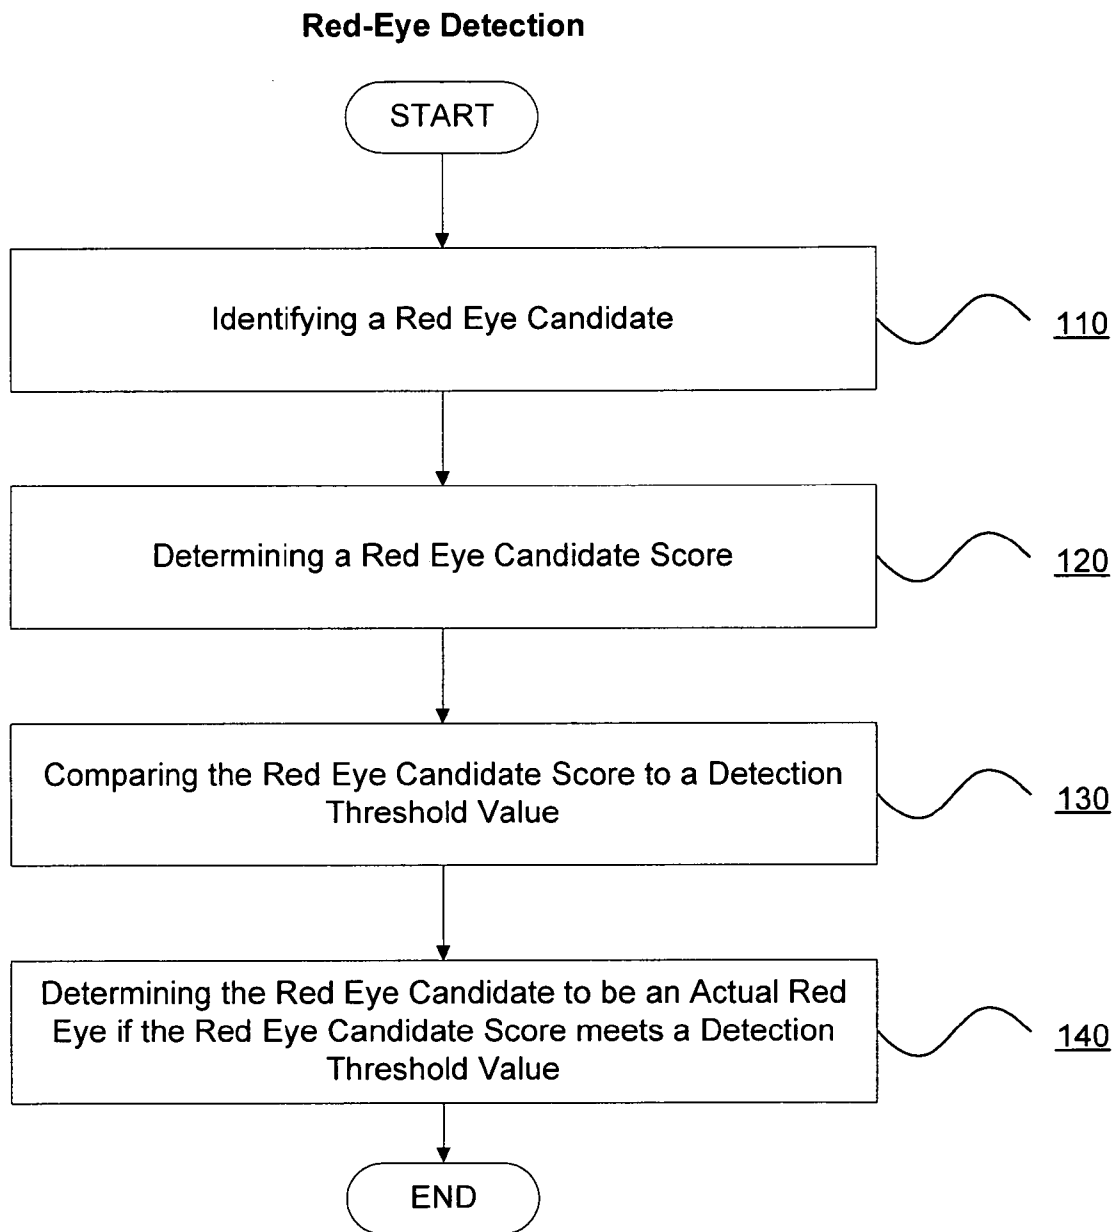 Red-Eye Detection
START
Identifying a Red Eye Candidate
110
Determining a Red Eye Candidate Score
120
Comparing the Red Eye Candidate Score to a Detection
Threshold Value
130
Determining the Red Eye Candidate to be an Actual Red
Eye if the Red Eye Candidate Score meets a Detection
Threshold Value
140
END